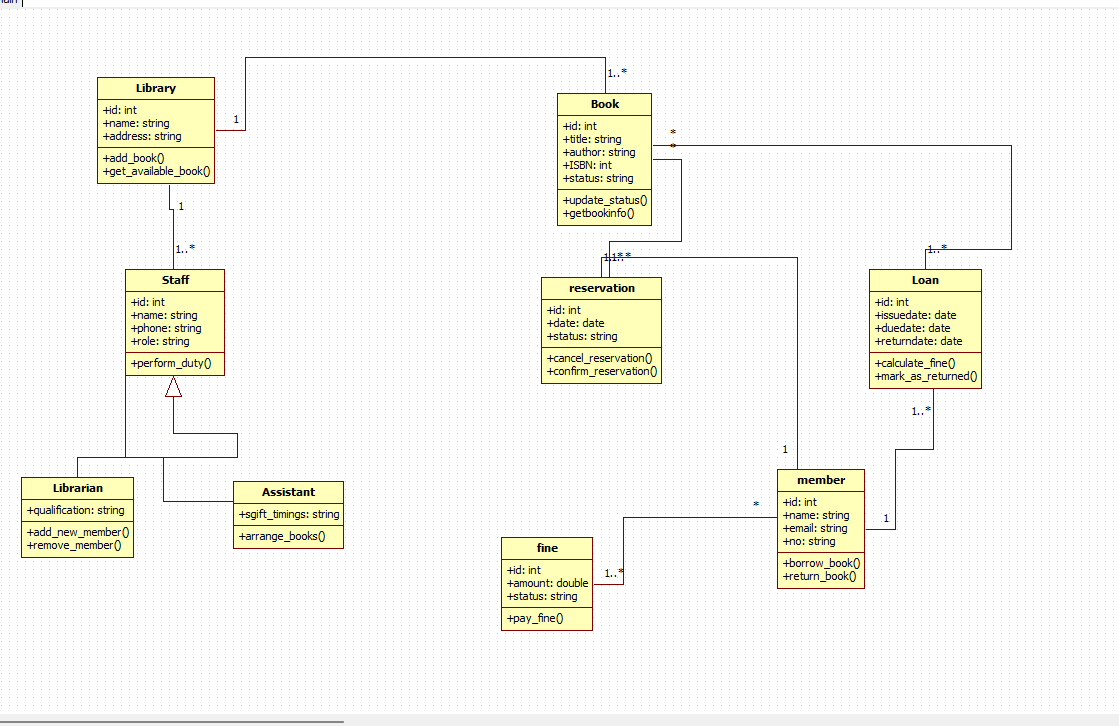 Library
+id: int
+name: string
+address: string
+add_book()
+get_available_book()
1
1..*
Book
+id: int
+title: string
+author: string
+ISBN: int
+status: string
+update_status()
+getbookinfo()
*
*
1
1..*
Staff
+id: int
+name: string
+phone: string
+role: string
+perform_duty()
reservation
+id: int
+date: date
+status: string
+cancel_reservation()
+confirm_reservation()
1..*
Loan
+id: int
+issuedate: date
+duedate: date
+returndate: date
+calculate_fine()
+mark_as_returned()
1..*
1
Librarian
+qualification: string
+add_new_member()
+remove_member()
Assistant
+sgift_timings: string
+arrange_books()
member
+id: int
+name: string
+email: string
+no: string
+borrow_book()
+return_book()
*
1
fine
+id: int
+amount: double
+status: string
+pay_fine()
1..*